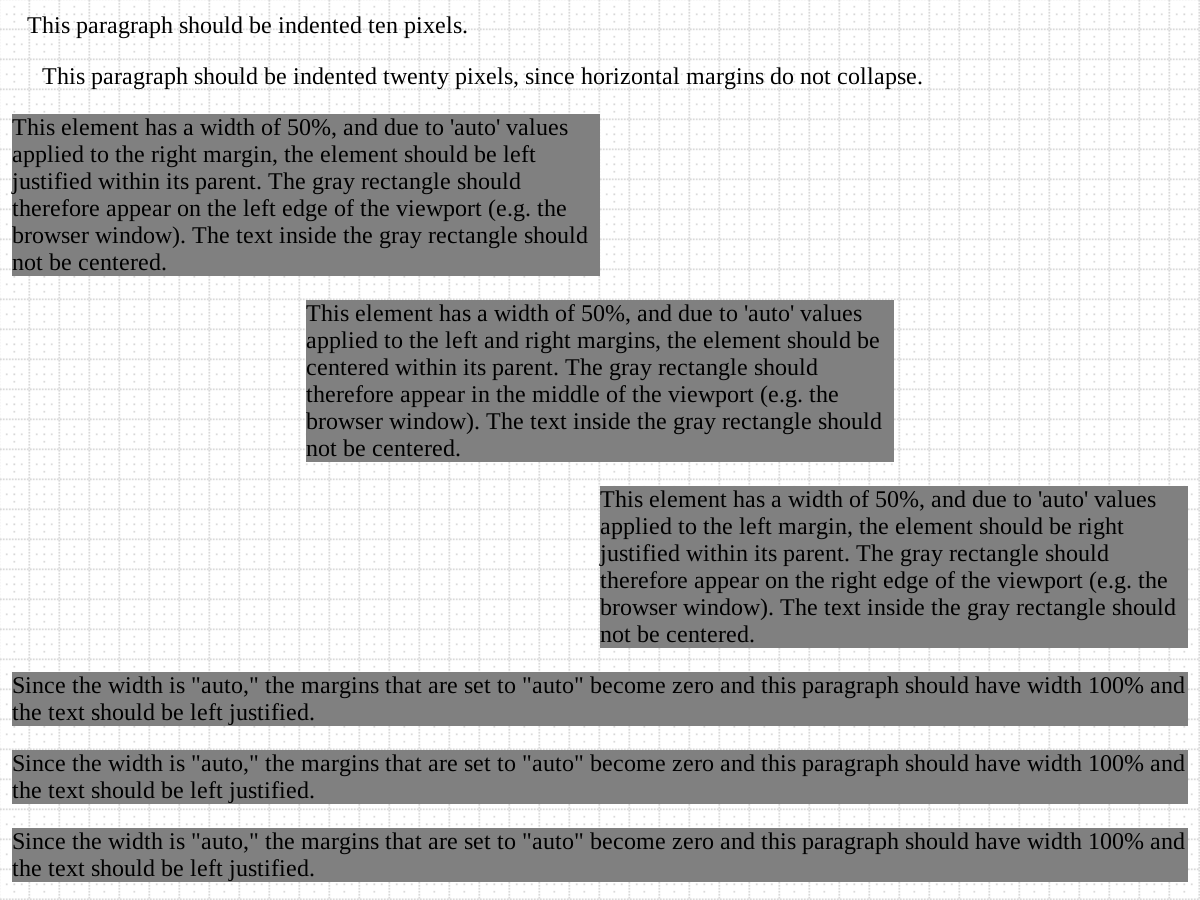 This paragraph should be indented ten pixels.
This paragraph should be indented twenty pixels, since horizontal margins do not collapse.
This element has a width of 50%, and due to 'auto' values
applied to the right margin, the element should be left
justified within its parent. The gray rectangle should
therefore appear on the left edge of the viewport (e.g. the
browser window). The text inside the gray rectangle should
not be centered.
This element has a width of 50%, and due to 'auto' values
applied to the left and right margins, the element should be
centered within its parent. The gray rectangle should
therefore appear in the middle of the viewport (e.g. the
browser window). The text inside the gray rectangle should
not be centered.
This element has a width of 50%, and due to 'auto' values
applied to the left margin, the element should be right
justified within its parent. The gray rectangle should
therefore appear on the right edge of the viewport (e.g. the
browser window). The text inside the gray rectangle should
not be centered.
Since the width is "auto," the margins that are set to "auto" become zero and this paragraph should have width 100% and
the text should be left justified.
Since the width is "auto," the margins that are set to "auto" become zero and this paragraph should have width 100% and
the text should be left justified.
Since the width is "auto," the margins that are set to "auto" become zero and this paragraph should have width 100% and
the text should be left justified.